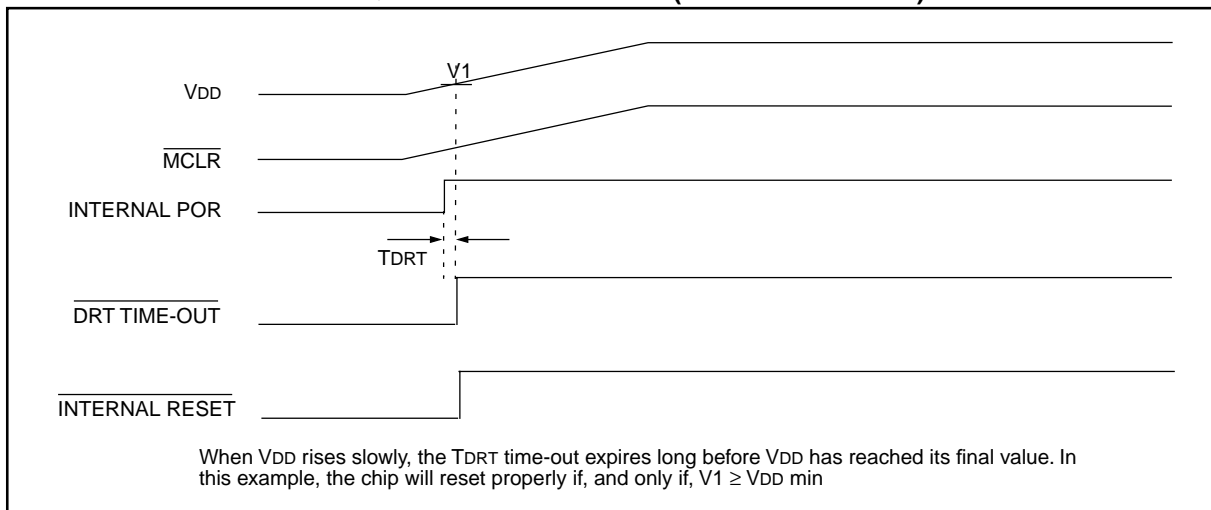 V1
VDD
MCLR
INTERNAL POR
TDRT
DRT TIME-OUT
INTERNAL RESET
When VDD rises slowly, the TDRT time-out expires long before VDD has reached its final value. In
this example, the chip will reset properly if, and only if, V1 ≥ VDD min